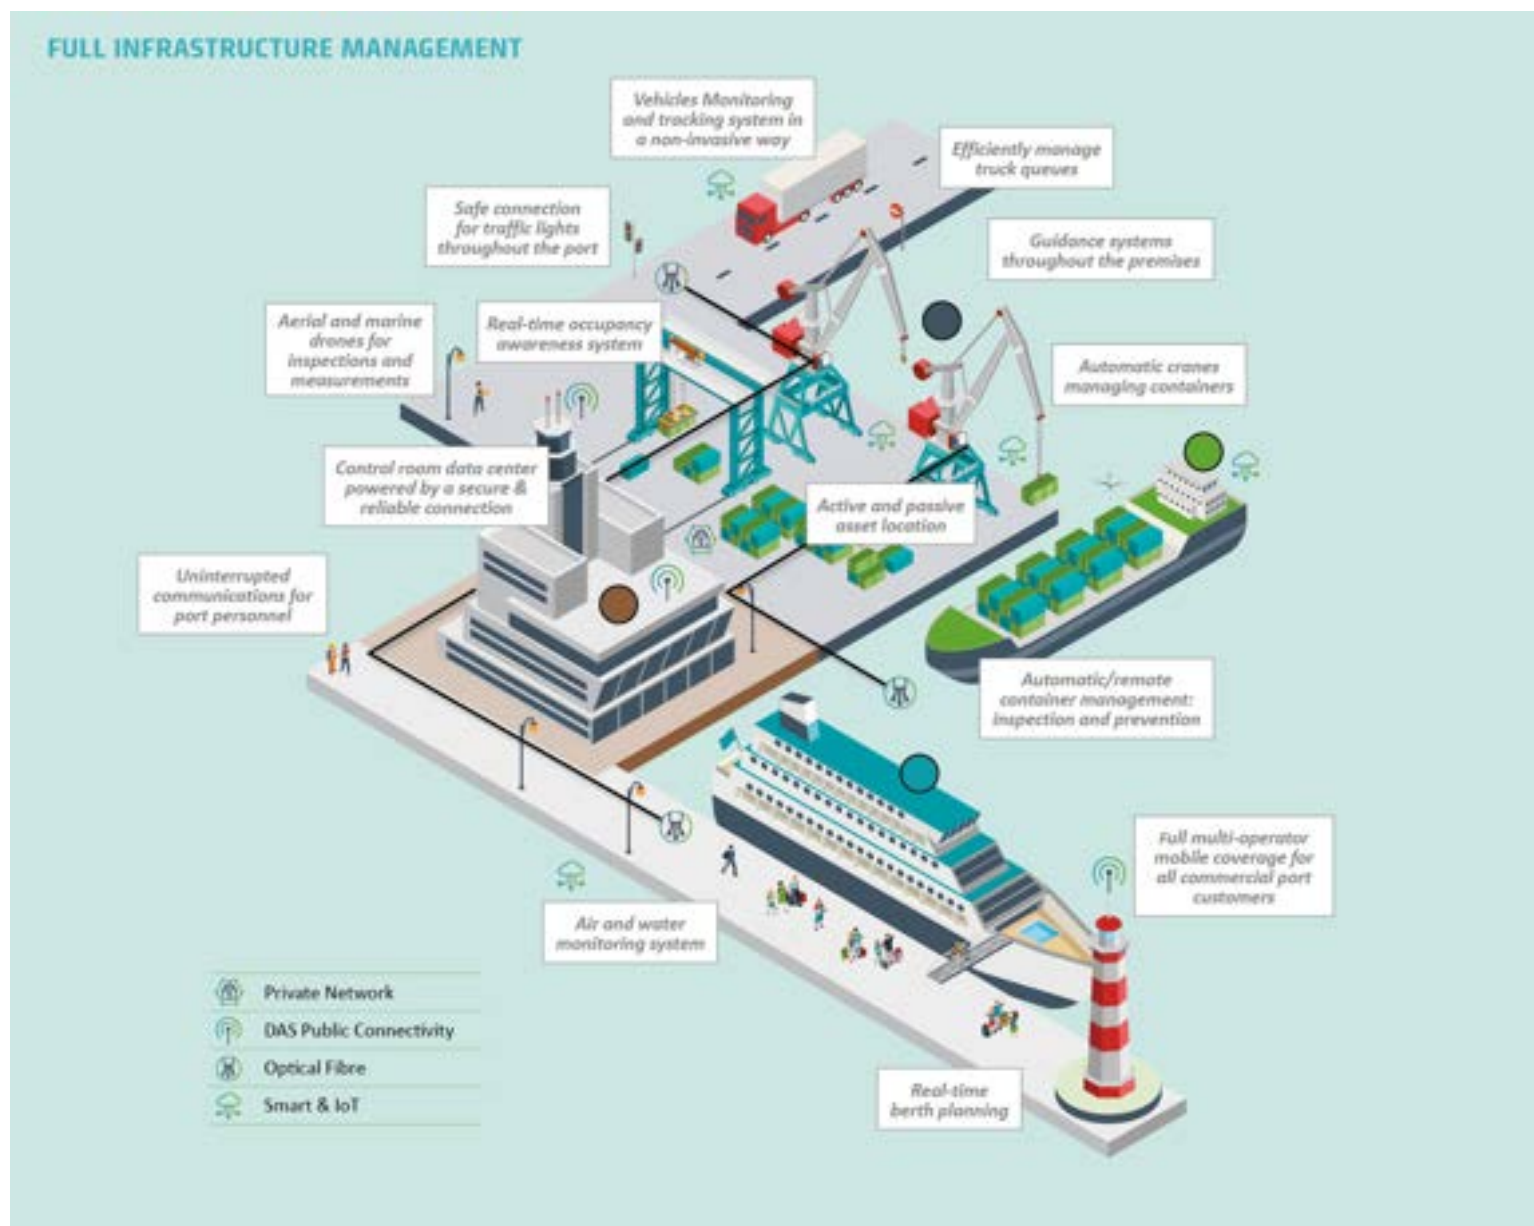 FULL INFRASTRUCTURE MANAGEMENT
Vehicles Monitoring
and tracking system in
a non-invasive way
Efficiently manage
truck queues
Safe connection
for traffic lights
throughout the port
Guidance systems
throughout the premises
Aerial and marine
drones for
inspections and
measurements
Real-time occupancy
awareness system
Automatic cranes
managing containers
Control room data center
powered by a secure &
reliable connection
Active and passive
asset location
Uninterrupted
communications for
port personnel
Automatic/remote
container management:
inspection and prevention
Full multi-operator
mobile coverage for
all commercial port
customers
Air and water
monitoring system
Private Network
DAS Public Connectivity
Optical Fibre
Smart & IoT
Real-time
berth planning